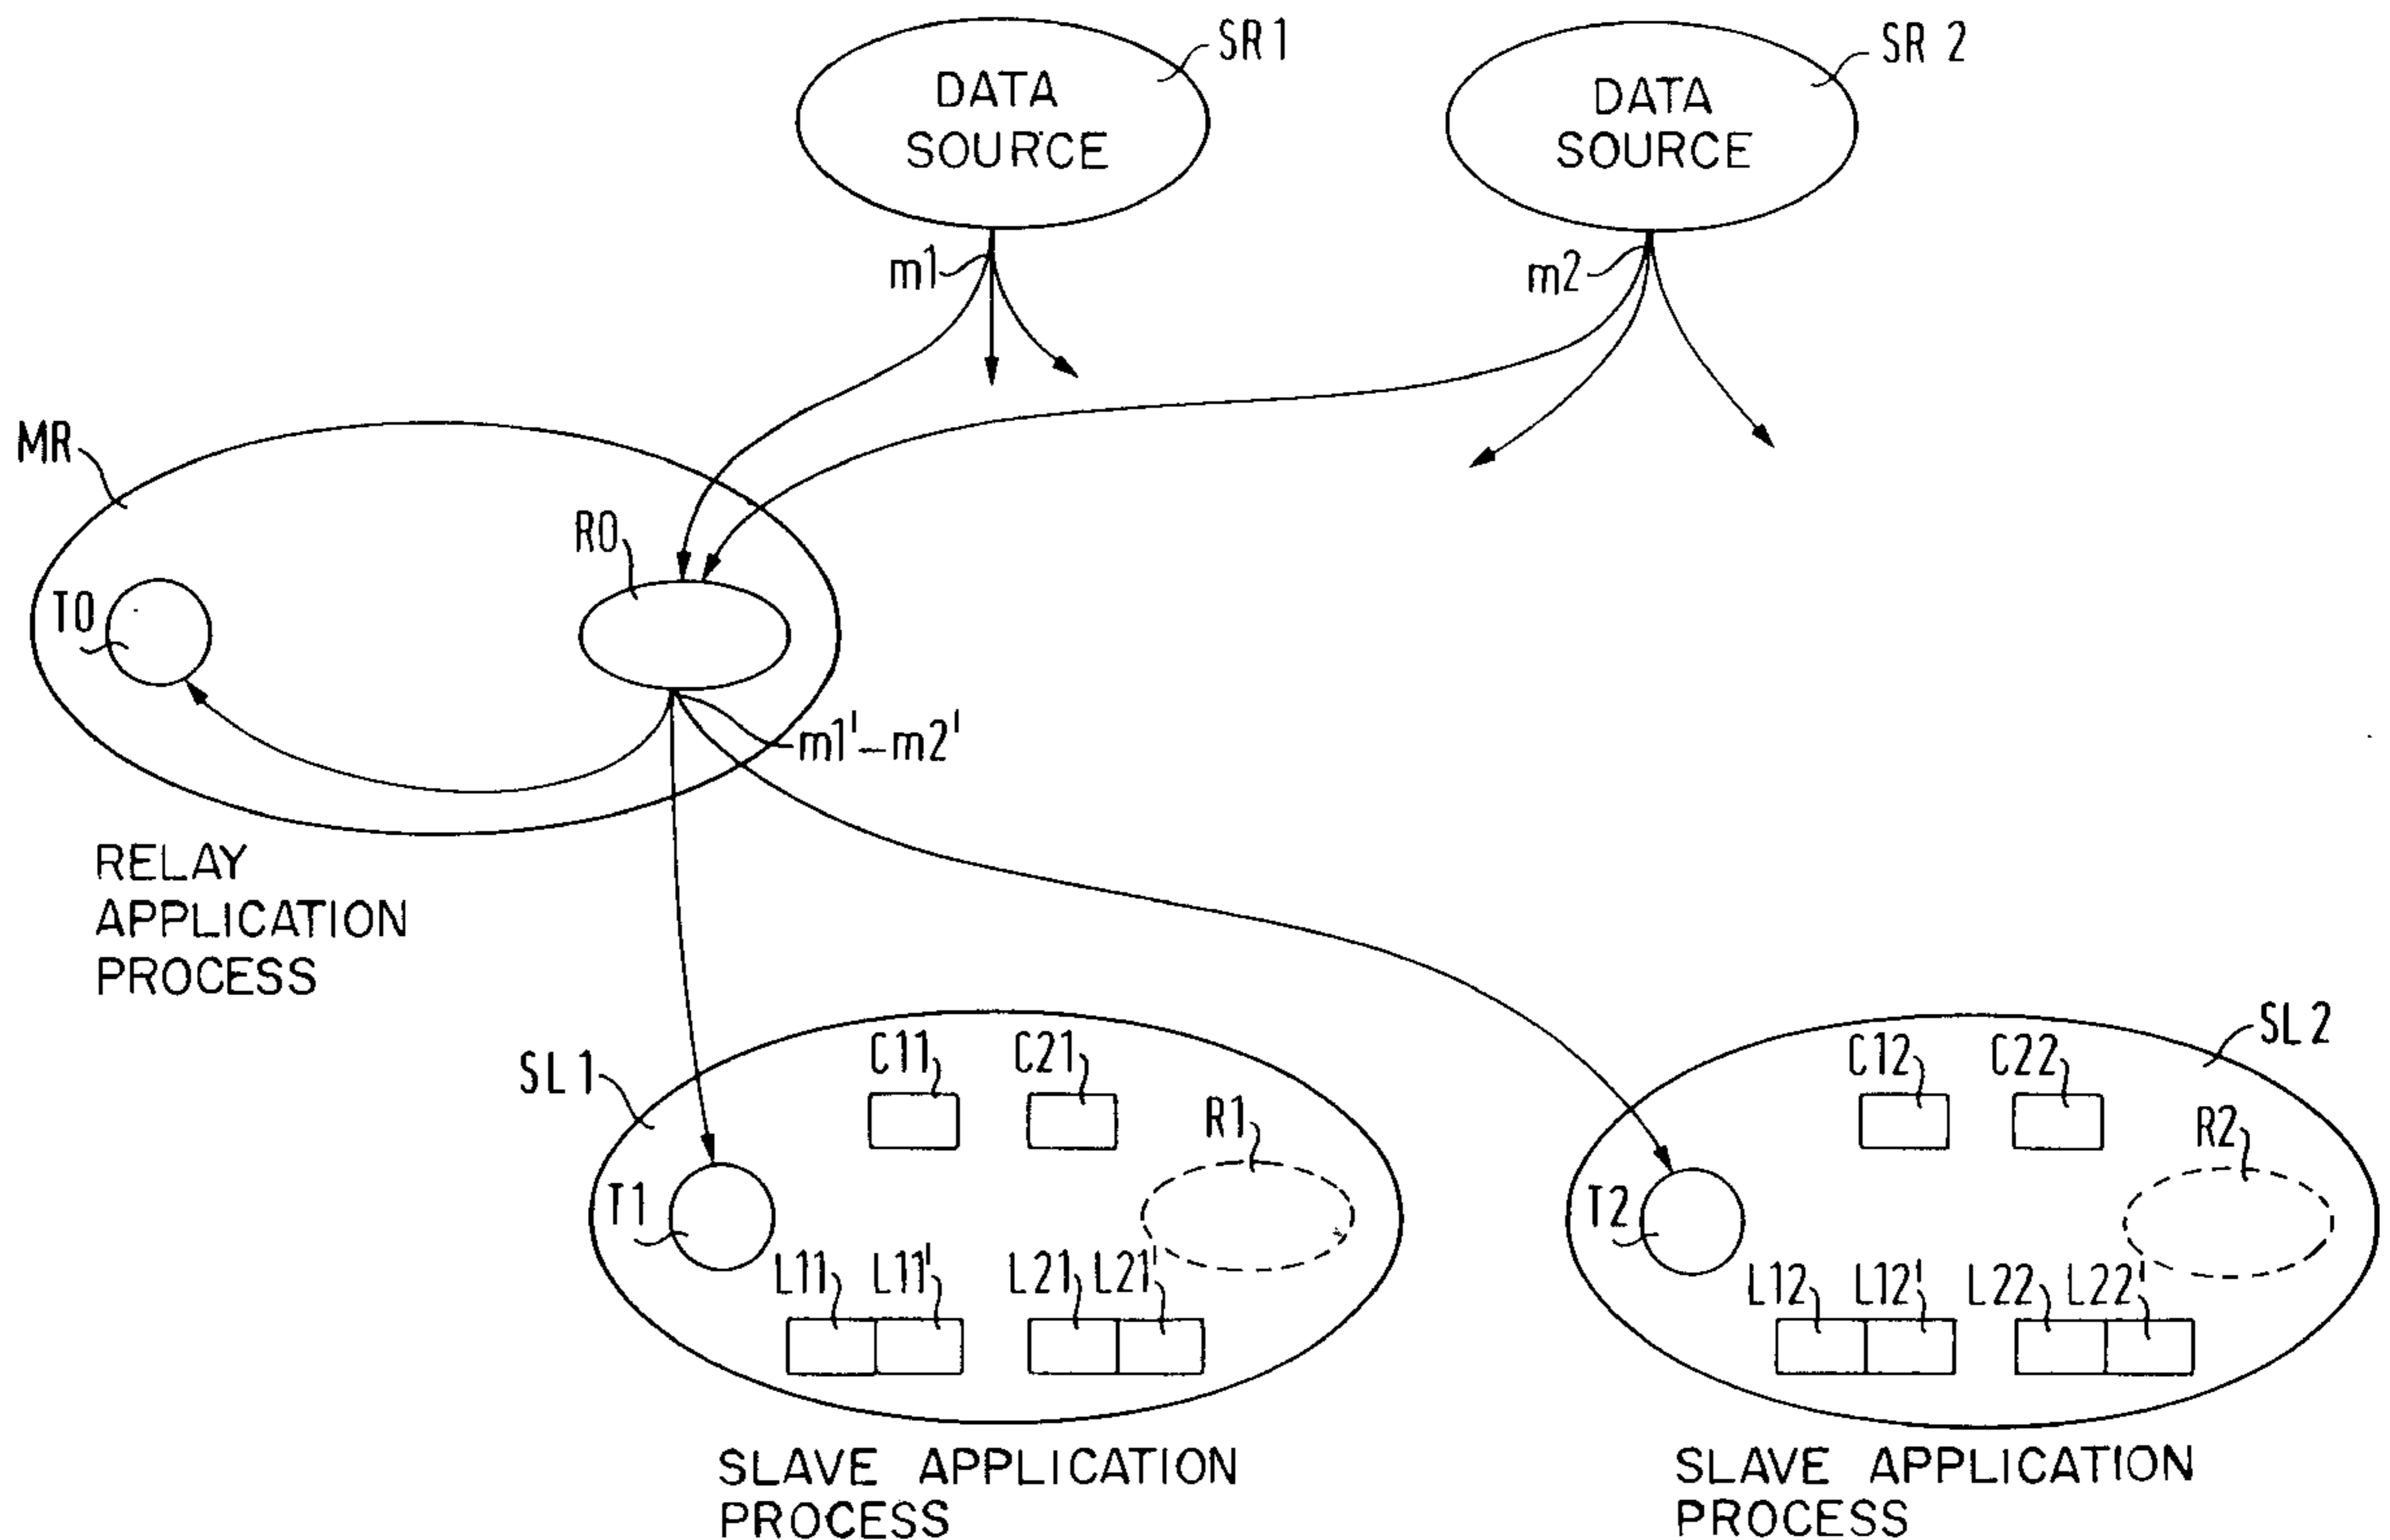 SR1
SR 2
DATA
SOURCE
DATA
SOURCE
m1
m2
MR
R0
T0
m1'–m2'
RELAY
APPLICATION
PROCESS
SL1
C11
C21
R1
T1
L11
L11'
L21
L21'
SL2
C12
C22
R2
T2
L12
L12'
L22
L22'
SLAVE APPLICATION
PROCESS
SLAVE APPLICATION
PROCESS